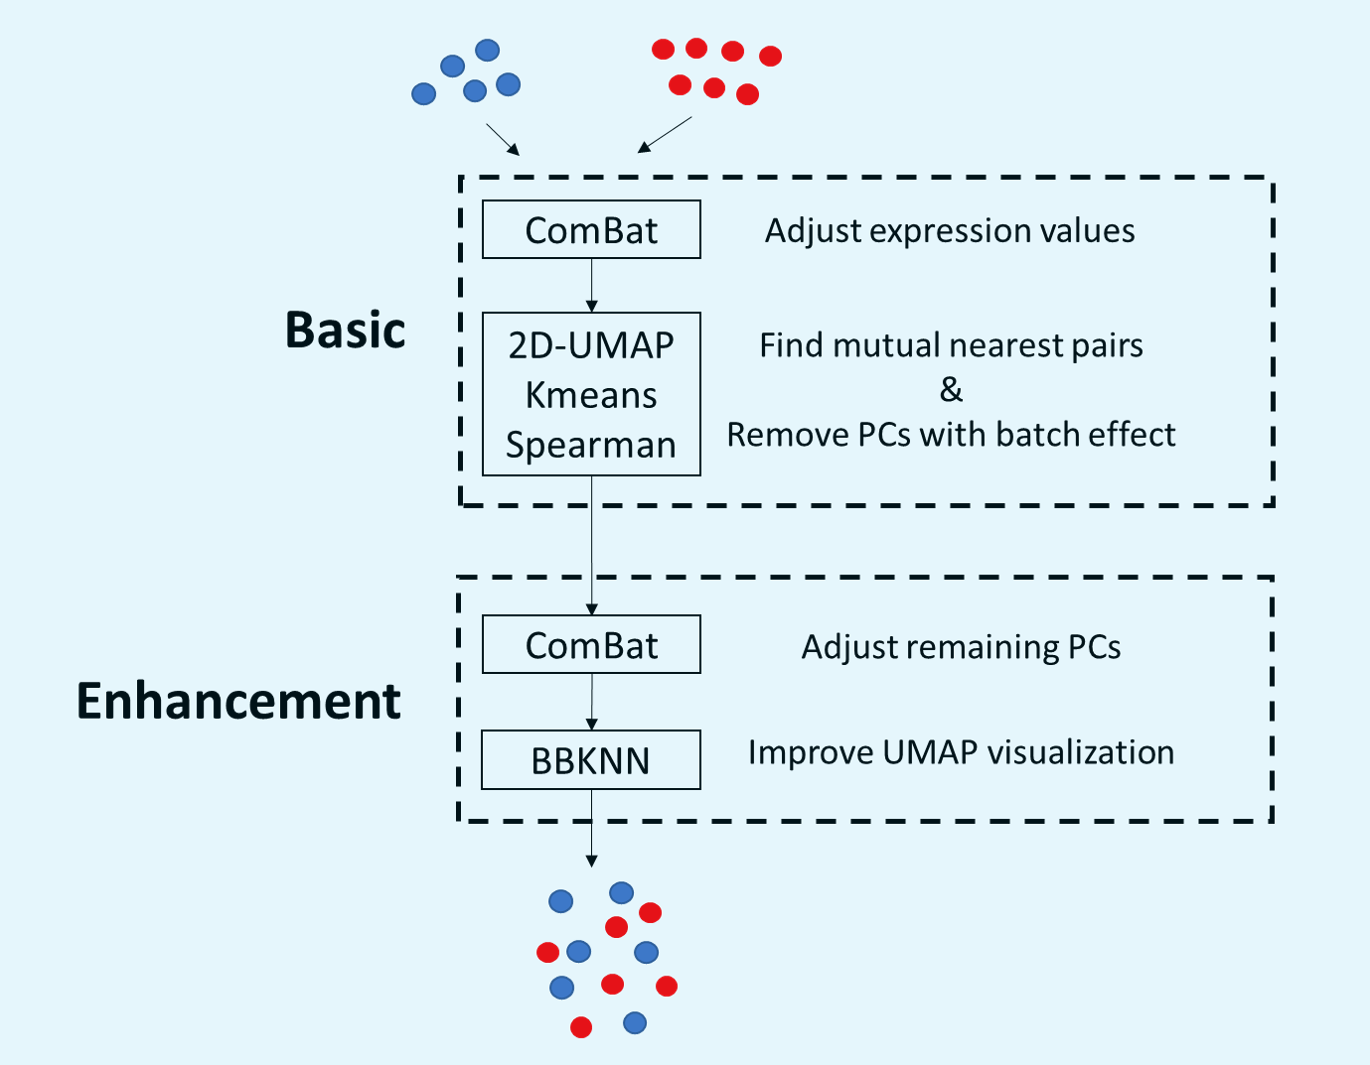 ComBat
Adjust expression values
Basic
2D-UMAP
Kmeans
Spearman
Find mutual nearest pairs
&
Remove PCs with batch effect
ComBat
Adjust remaining PCs
Enhancement
BBKNN
Improve UMAP visualization